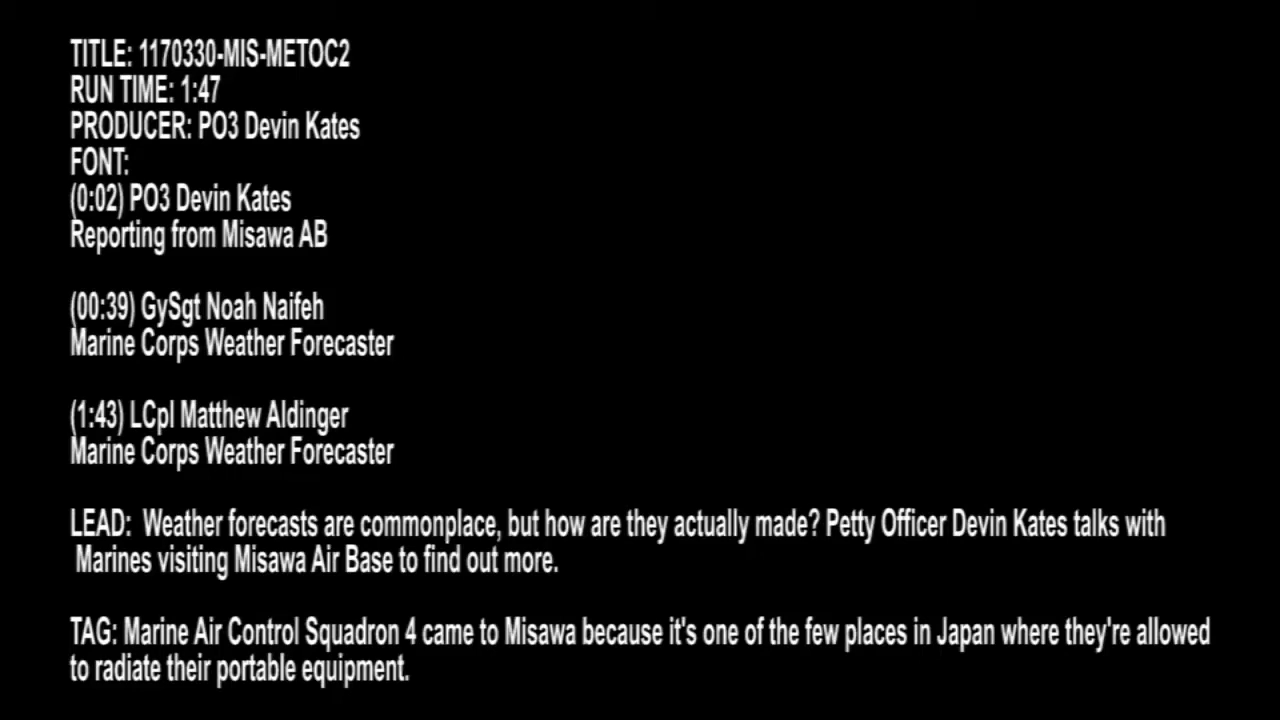 TITLE: 1170330-MIS-METOC2
RUN TIME: 1:47
PRODUCER: PO3 Devin Kates
FONT:
(0:02) PO3 Devin Kates
Reporting from Misawa AB
(00:39) GySgt Noah Naifeh
Marine Corps Weather Forecaster
(1:43) LCpl Matthew Aldinger
Marine Corps Weather Forecaster
LEAD:  Weather forecasts are commonplace, but how are they actually made? Petty Officer Devin Kates talks with
Marines visiting Misawa Air Base to find out more.
TAG: Marine Air Control Squadron 4 came to Misawa because it's one of the few places in Japan where they're allowed
to radiate their portable equipment.